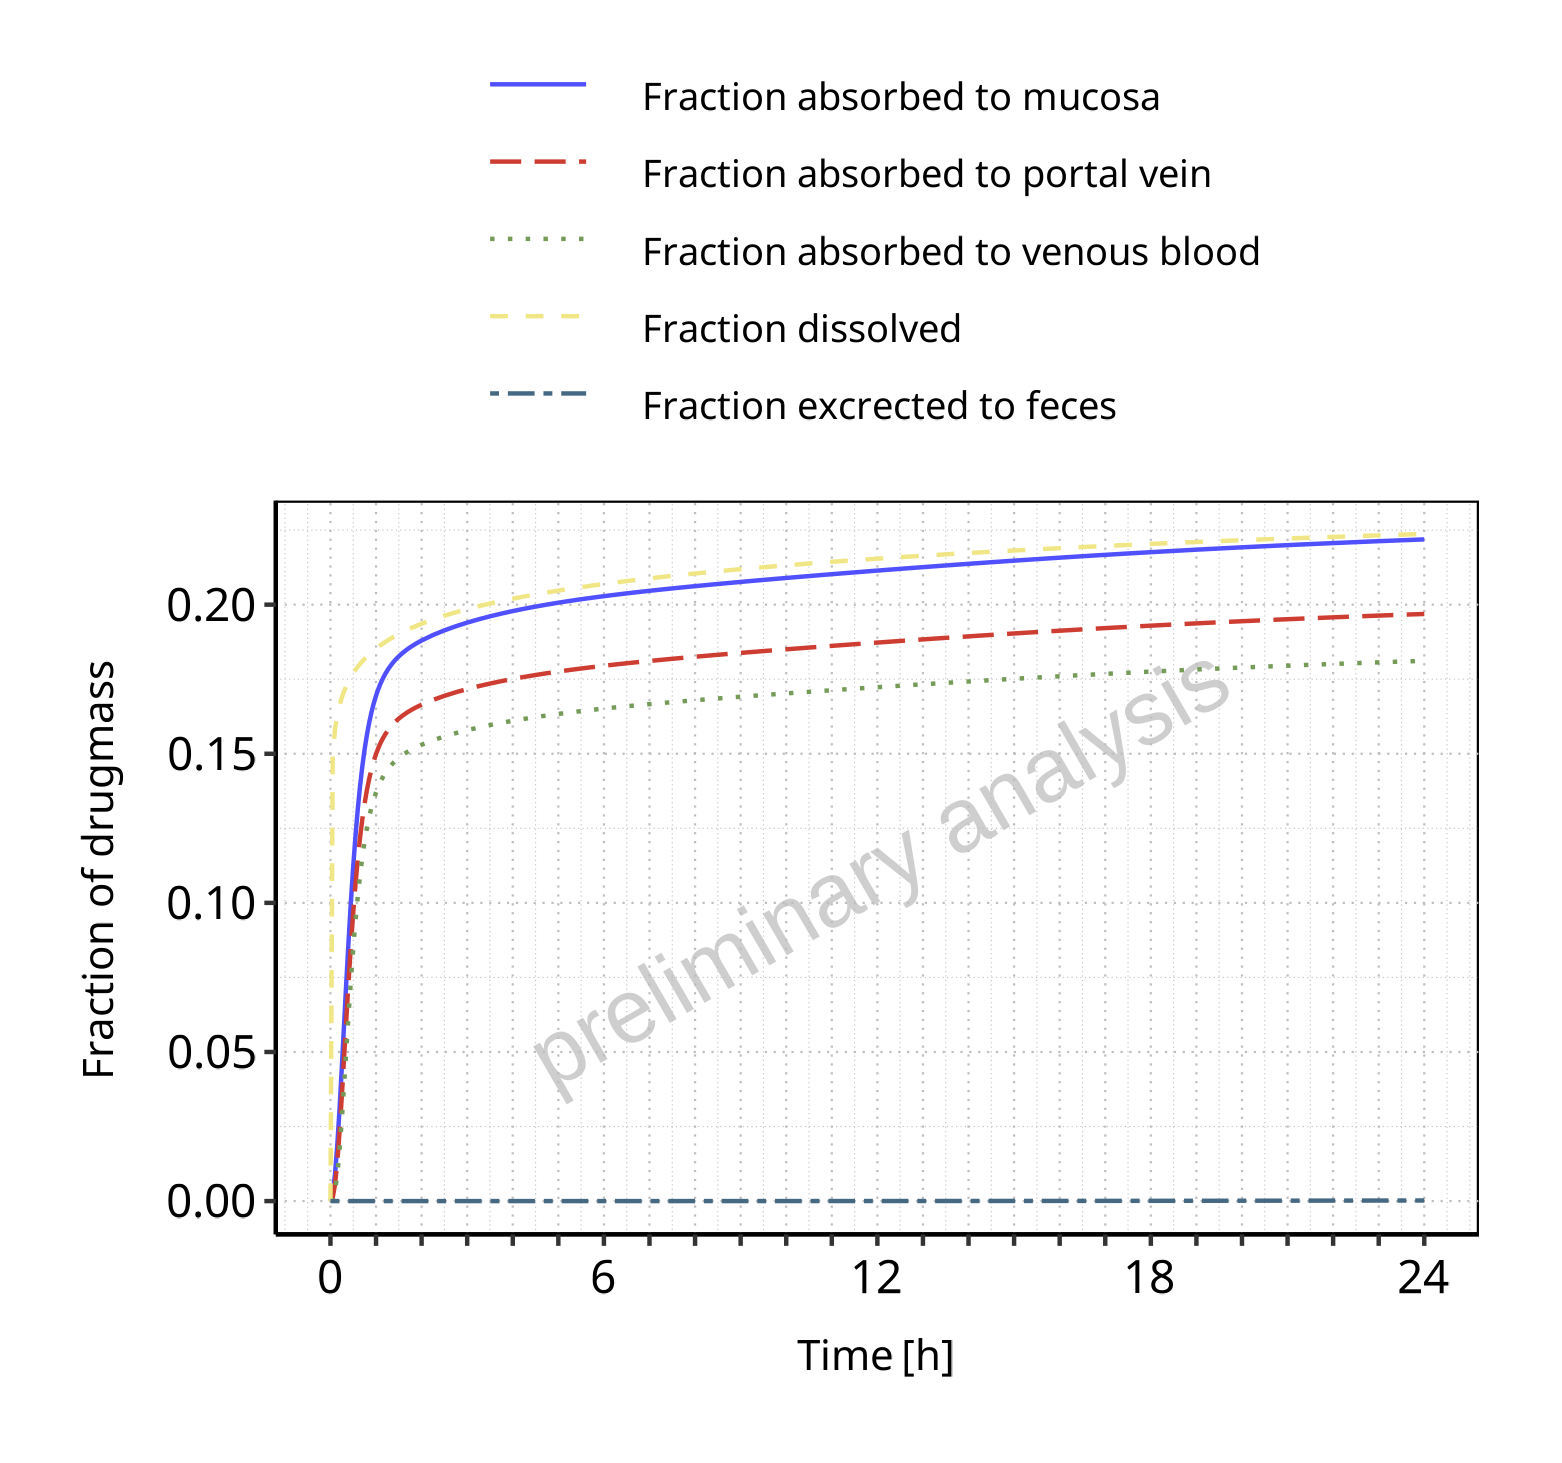 Fraction absorbed to mucosa
Fraction absorbed to portal vein
Fraction absorbed to venous blood
Fraction dissolved
Fraction excrected to feces
Fraction of drugmass
0.20
0.15
0.10
0.05
0.00
preliminary analysis
0 6 12 18 24
Time [h]